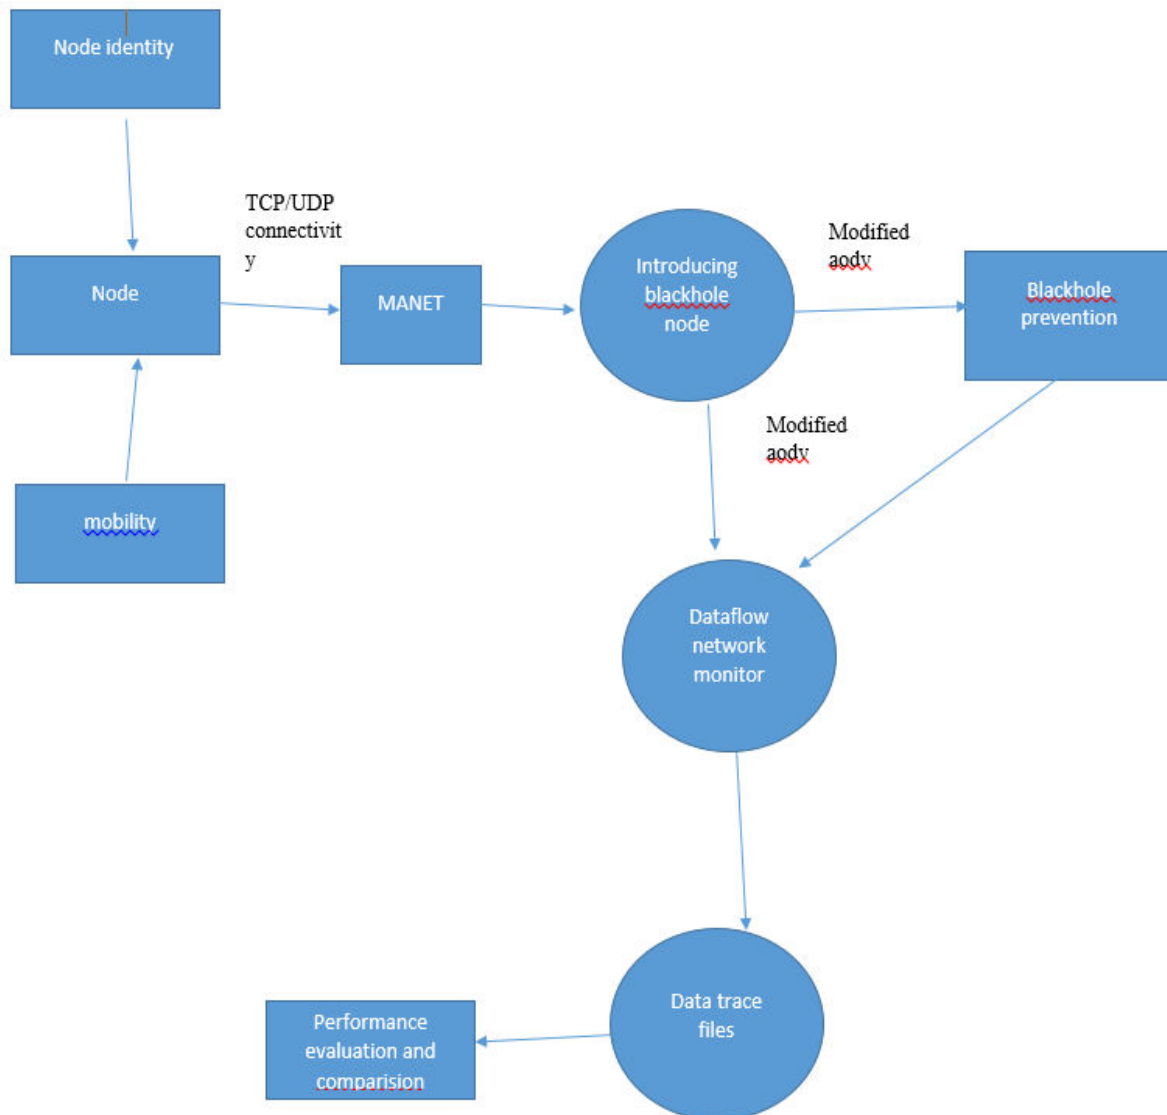 Node identity
TCP/UDP
connectivit
y
Node
MANET
Introducing
blackhole
node
Modified
aodv
Blackhole
prevention
Modified
aodv
mobility
Dataflow
network
monitor
Data trace
files
Performance
evaluation and
comparision